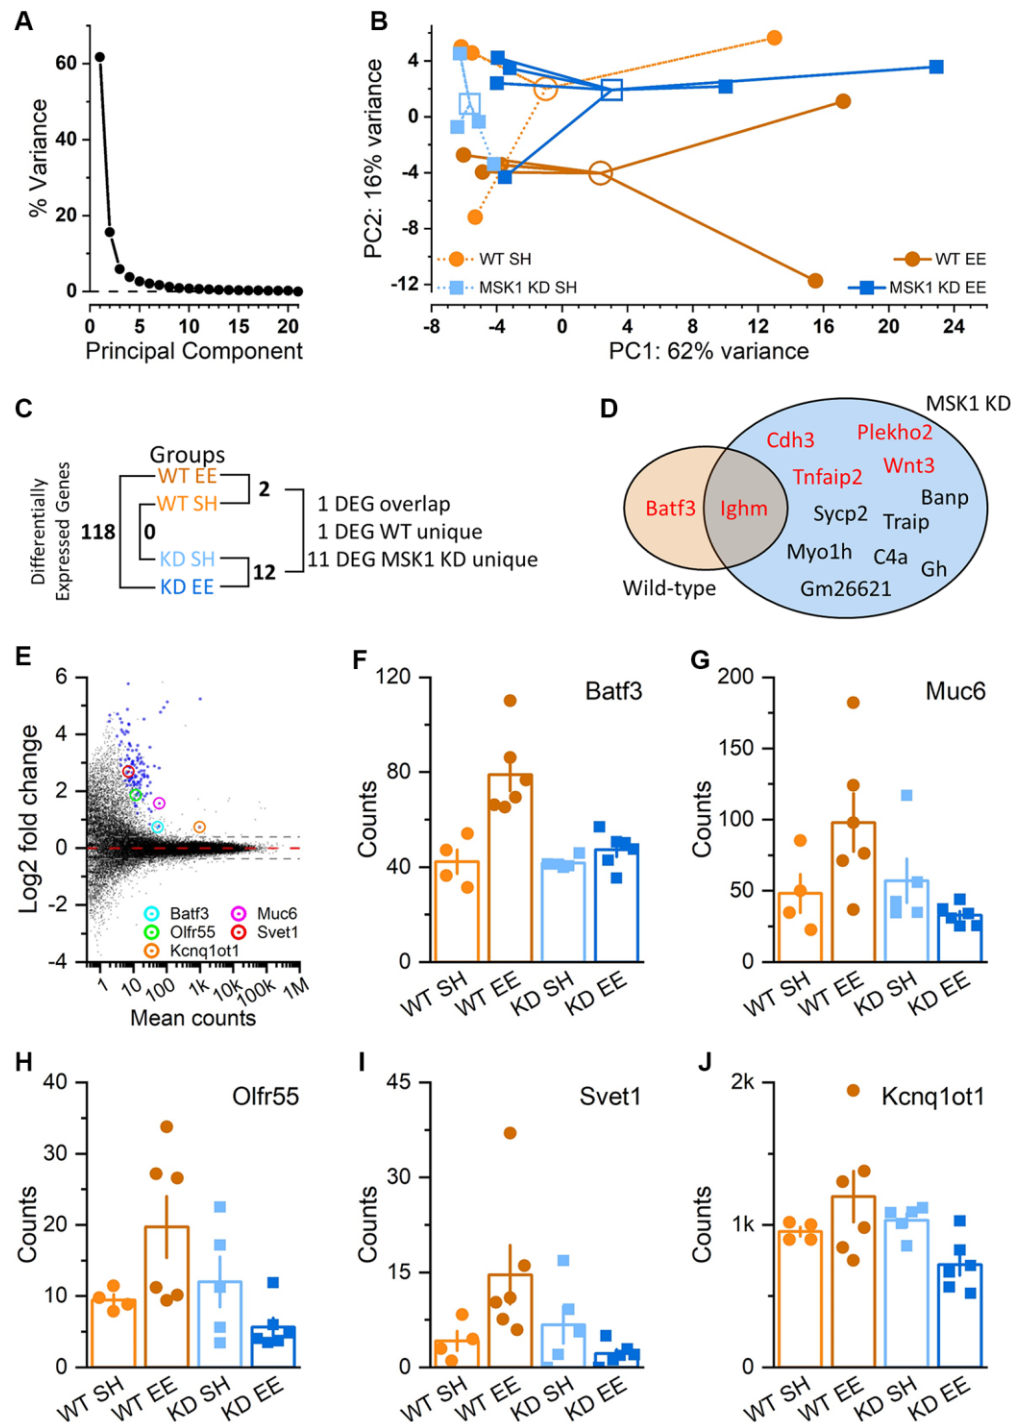 A
60
40
20
0
% Variance
0 5 10 15 20
Principal Component
B
4
0
-4
-8
-12
PC2: 16% variance
WT SH
MSK1 KD SH
WT EE
MSK1 KD EE
-8 -4 0 4 8 12 16 20 24
PC1: 62% variance
C
Differentially
Expressed Genes
Groups
WT EE
WT SH
KD SH
KD EE
118
0
2
12
1 DEG overlap
1 DEG WT unique
11 DEG MSK1 KD unique
D
MSK1 KD
Cdh3
Plekho2
Tnfaip2
Wnt3
Batf3
Ighm
Sycp2
Banp
Traip
Myo1h
C4a
Gh
Gm26621
Wild-type
E
6
4
2
0
-2
-4
Log2 fold change
Batf3
Muc6
Olfr55
Svet1
Kcnq1ot1
1 10 100 1k 10k 100k 1M
Mean counts
F
Batf3
120
80
40
0
Counts
WT SH WT EE KD SH KD EE
G
Muc6
200
150
100
50
0
Counts
WT SH WT EE KD SH KD EE
H
Olfr55
40
30
20
10
0
Counts
WT SH WT EE KD SH KD EE
I
Svet1
45
30
15
0
Counts
WT SH WT EE KD SH KD EE
J
Kcnq1ot1
2k
1k
0
Counts
WT SH WT EE KD SH KD EE